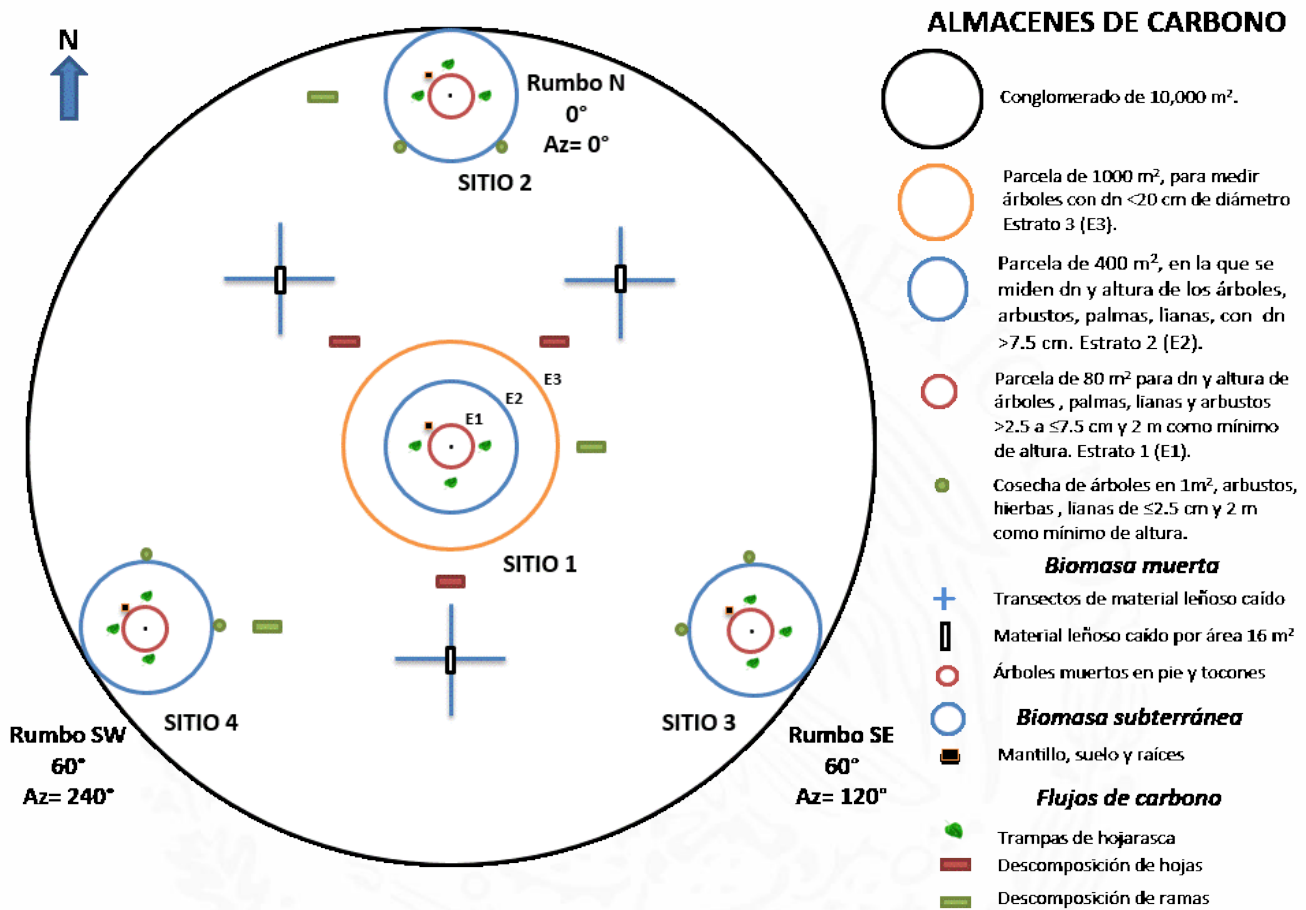 ALMACENES DE CARBONO
N
Rumbo N
0°
Az= 0°
SITIO 2
E3
E2
E1
SITIO 1
SITIO 4
SITIO 3
Rumbo SW
60°
Az= 240°
Rumbo SE
60°
Az= 120°
Conglomerado de 10,000 m².
Parcela de 1000 m², para medir
árboles con dn <20 cm de diámetro
Estrato 3 (E3).
Parcela de 400 m², en la que se
miden dn y altura de los árboles,
arbustos, palmas, lianas, con dn
>7.5 cm. Estrato 2 (E2).
Parcela de 80 m² para dn y altura de
árboles , palmas, lianas y arbustos
>2.5 a ≤7.5 cm y 2 m como mínimo
de altura. Estrato 1 (E1).
Cosecha de árboles en 1m², arbustos,
hierbas , lianas de ≤2.5 cm y 2 m
como mínimo de altura.
Biomasa muerta
Transectos de material leñoso caído
Material leñoso caído por área 16 m²
Árboles muertos en pie y tocones
Biomasa subterránea
Mantillo, suelo y raíces
Flujos de carbono
Trampas de hojarasca
Descomposición de hojas
Descomposición de ramas